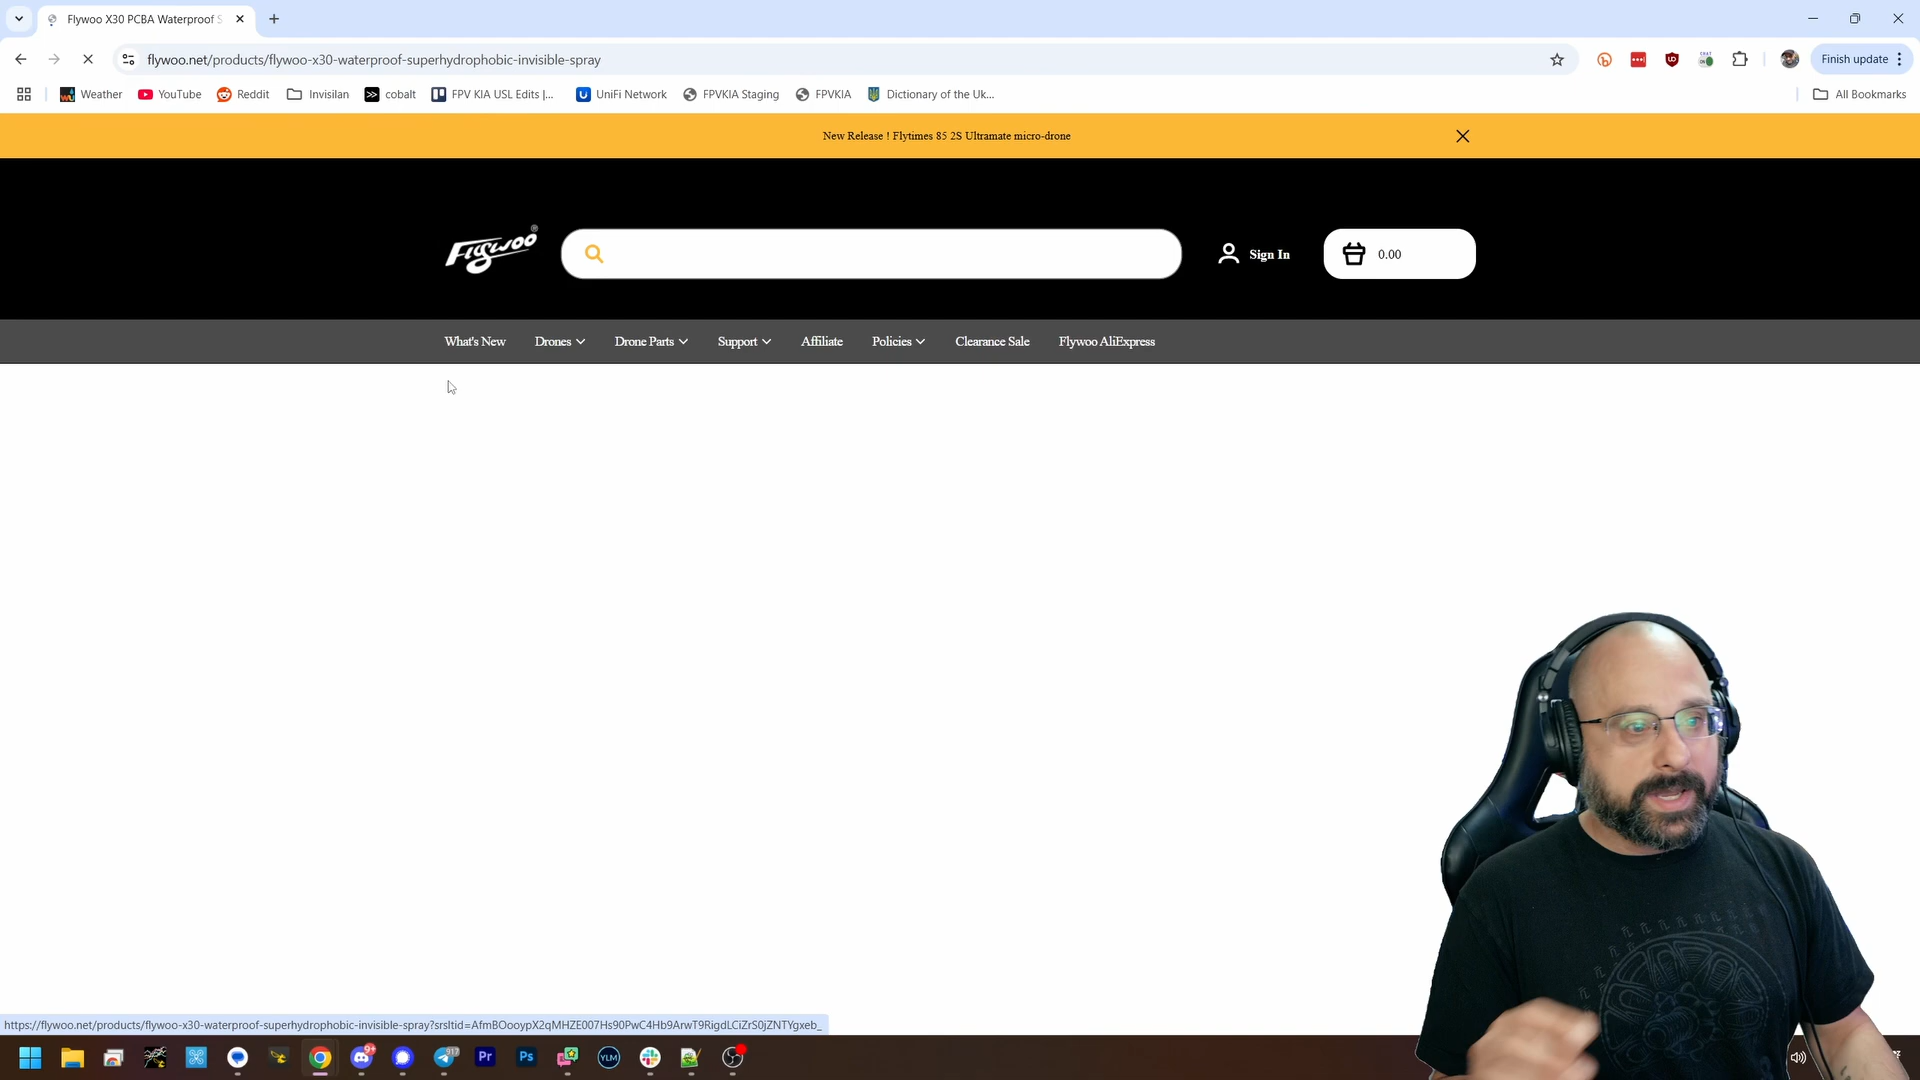 Flywoo X30 PCBA Waterproof S
flywoo.net/products/flywoo-x30-waterproof-superhydrophobic-invisible-spray
Finish update
Weather
YouTube
Reddit
Invisilan
cobalt
FPV KIA USL Edits |...
UniFi Network
FPVKIA Staging
FPVKIA
Dictionary of the Uk...
All Bookmarks
New Release ! Flytimes 85 2S Ultramate micro-drone
Flywoo®
Sign In
0.00
What's New
Drones
Drone Parts
Support
Affiliate
Policies
Clearance Sale
Flywoo AliExpress
https://flywoo.net/products/flywoo-x30-waterproof-superhydrophobic-invisible-spray?srsltid=AfmBOooypX2qMHZE007Hs90PwC4Hb9ArwT9RigdLCiZrS0jZNTYgxeb_
9+
917
Pr
Ps
YLM